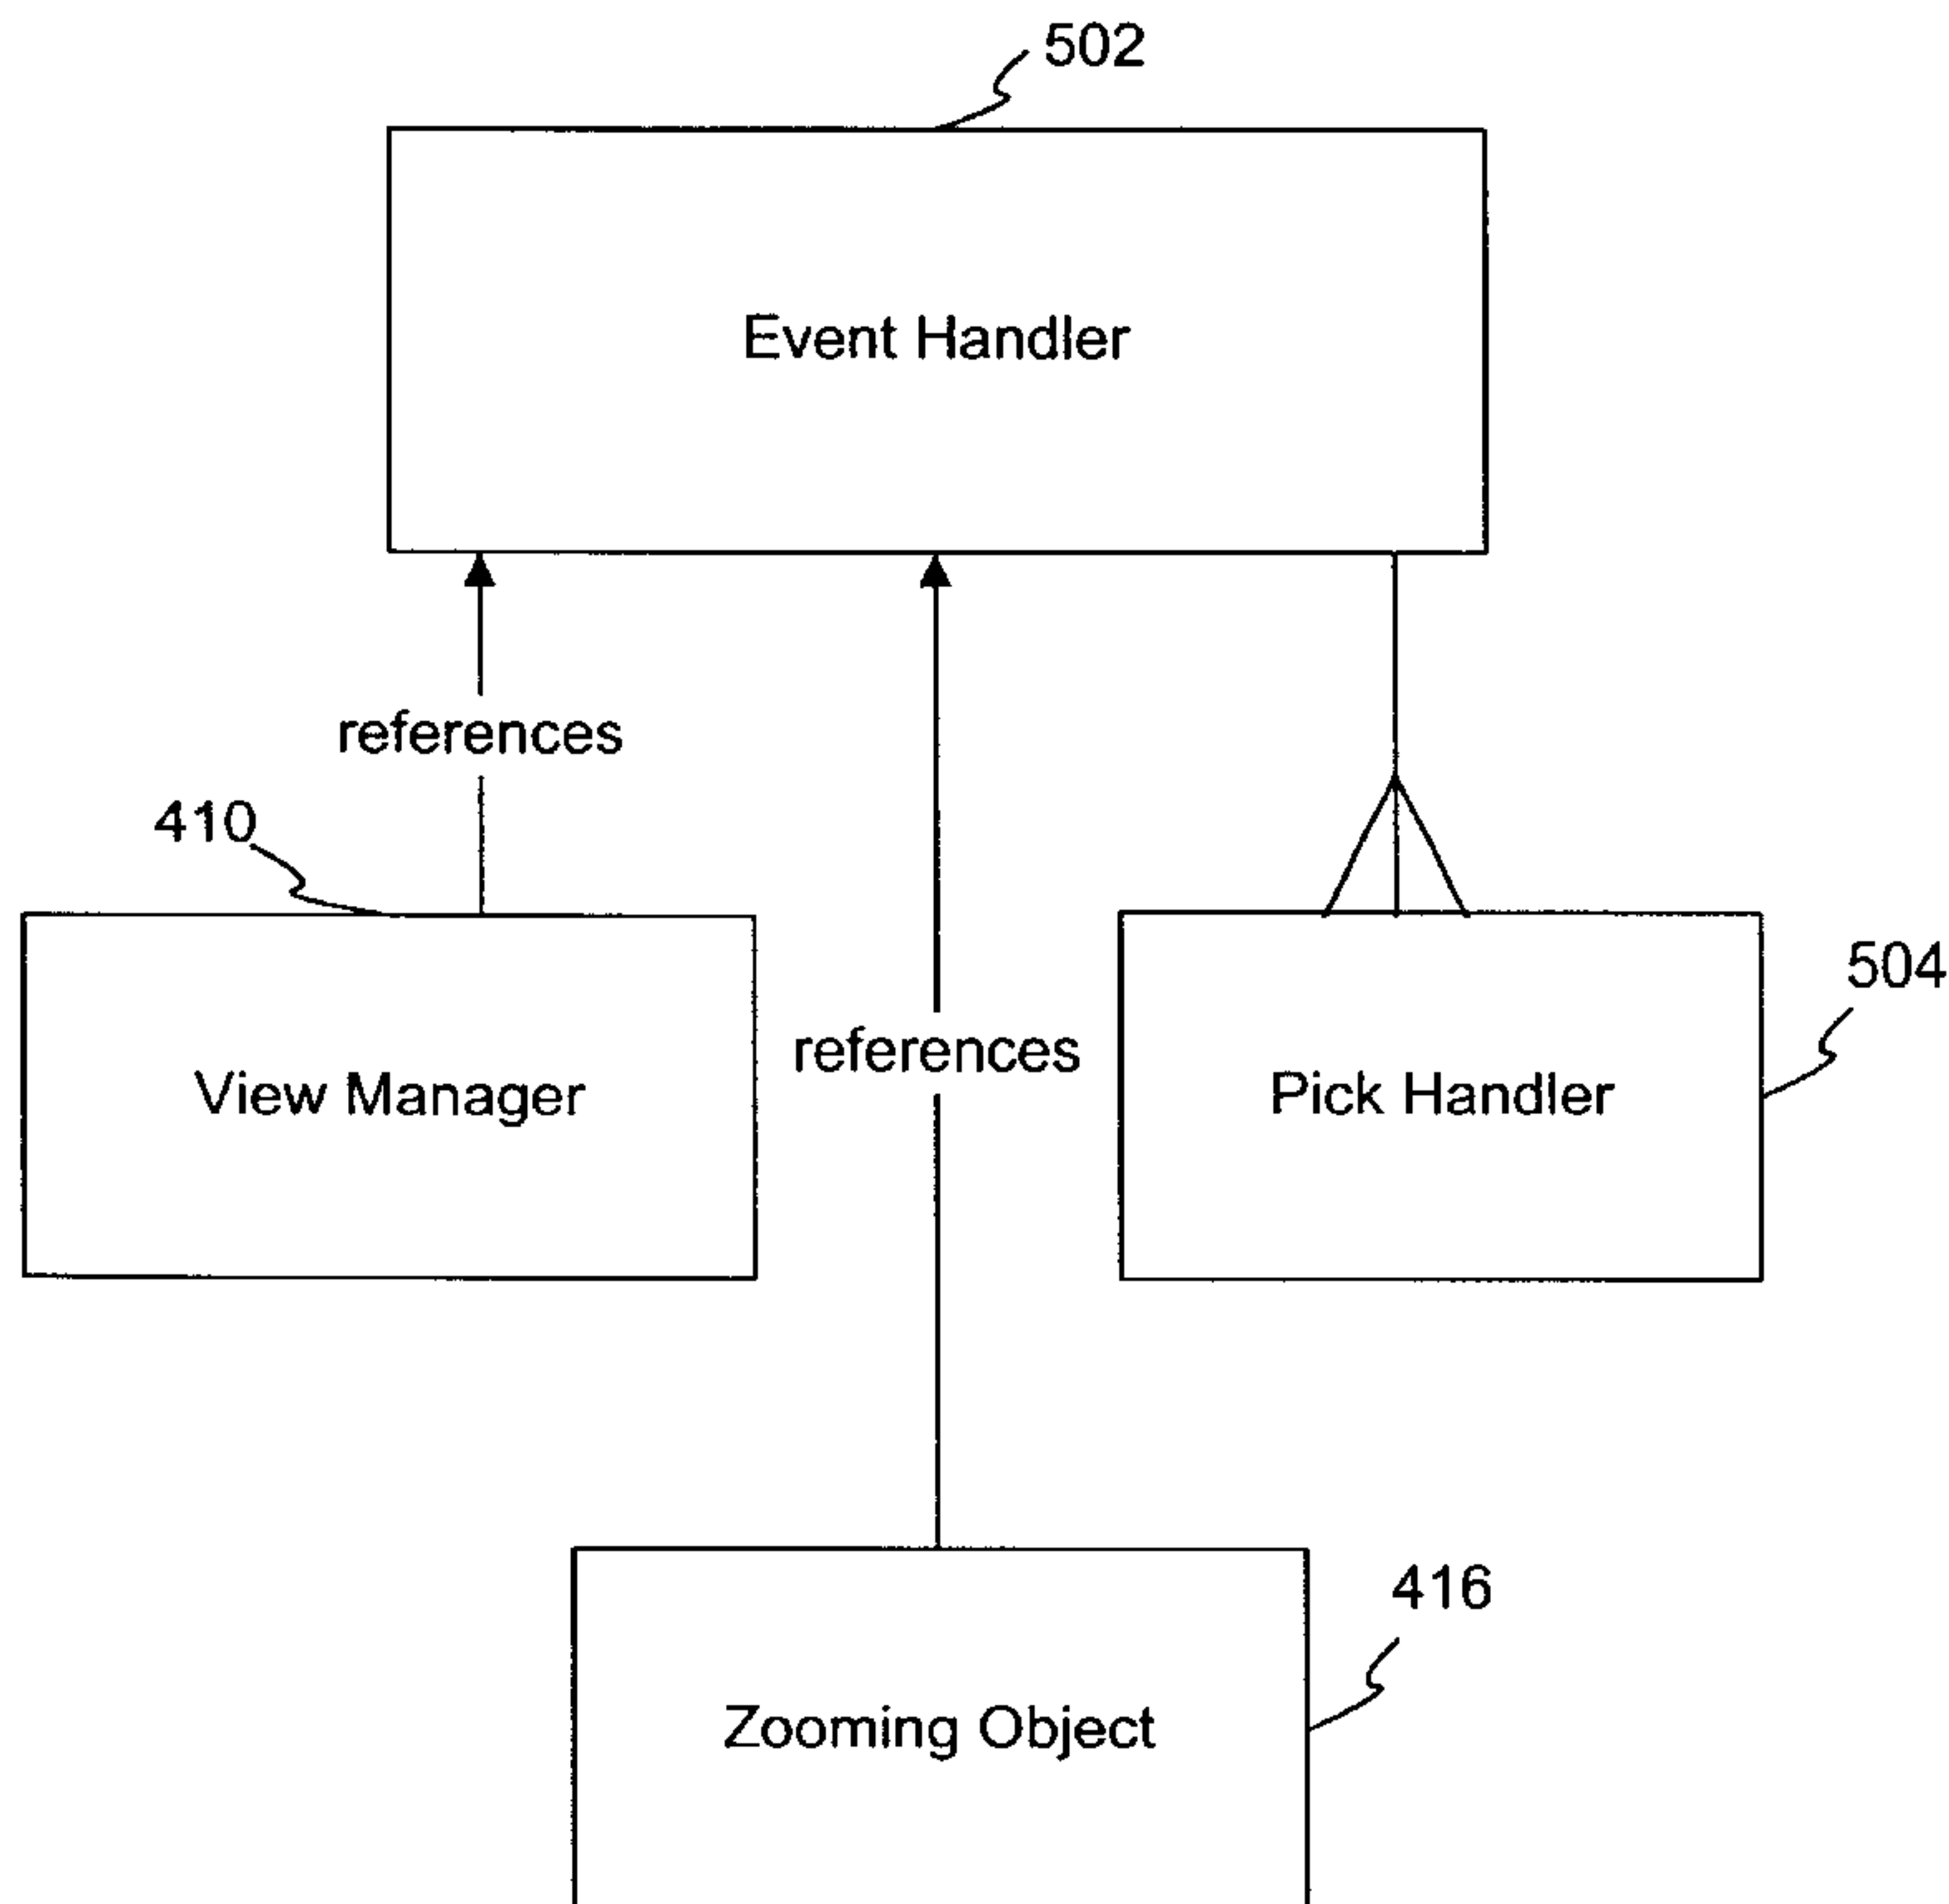 502
Event Handler
references
410
504
references
View Manager
Pick Handler
416
Zooming Object